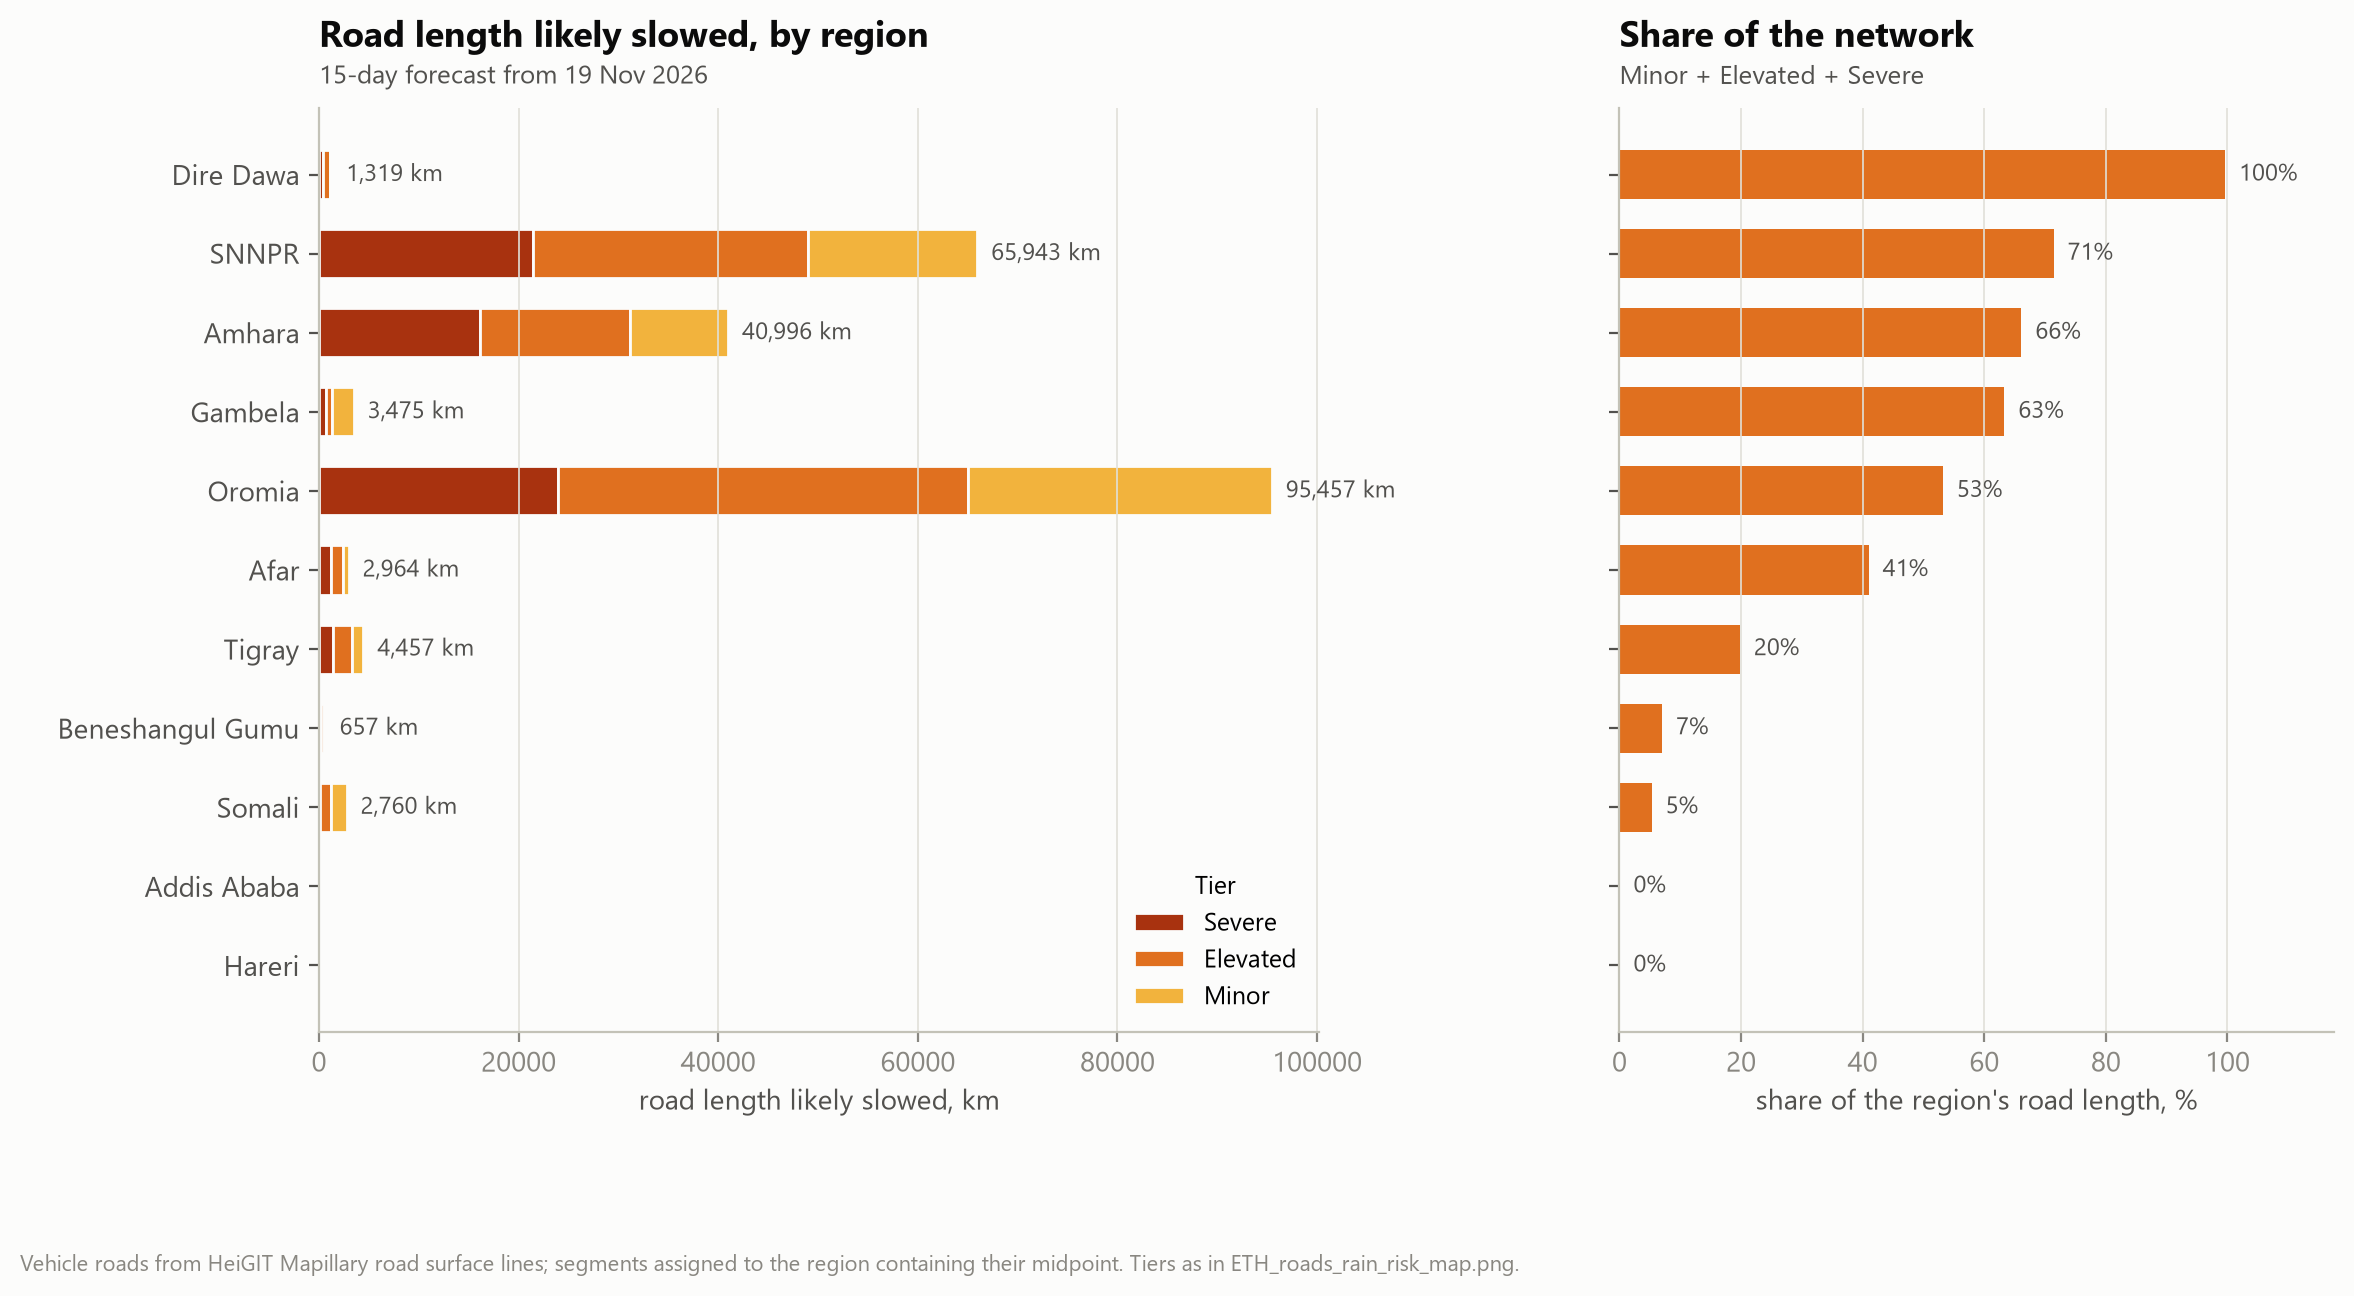 Road length likely slowed, by region
15-day forecast from 19 Nov 2026
Dire Dawa
1,319 km
SNNPR
65,943 km
Amhara
40,996 km
Gambela
3,475 km
Oromia
95,457 km
Afar
2,964 km
Tigray
4,457 km
Beneshangul Gumu
657 km
Somali
2,760 km
Addis Ababa
Hareri
Tier
Severe
Elevated
Minor
0 20000 40000 60000 80000 100000
road length likely slowed, km
Share of the network
Minor + Elevated + Severe
100%
71%
66%
63%
53%
41%
20%
7%
5%
0%
0%
0 20 40 60 80 100
share of the region's road length, %
Vehicle roads from HeiGIT Mapillary road surface lines; segments assigned to the region containing their midpoint. Tiers as in ETH_roads_rain_risk_map.png.